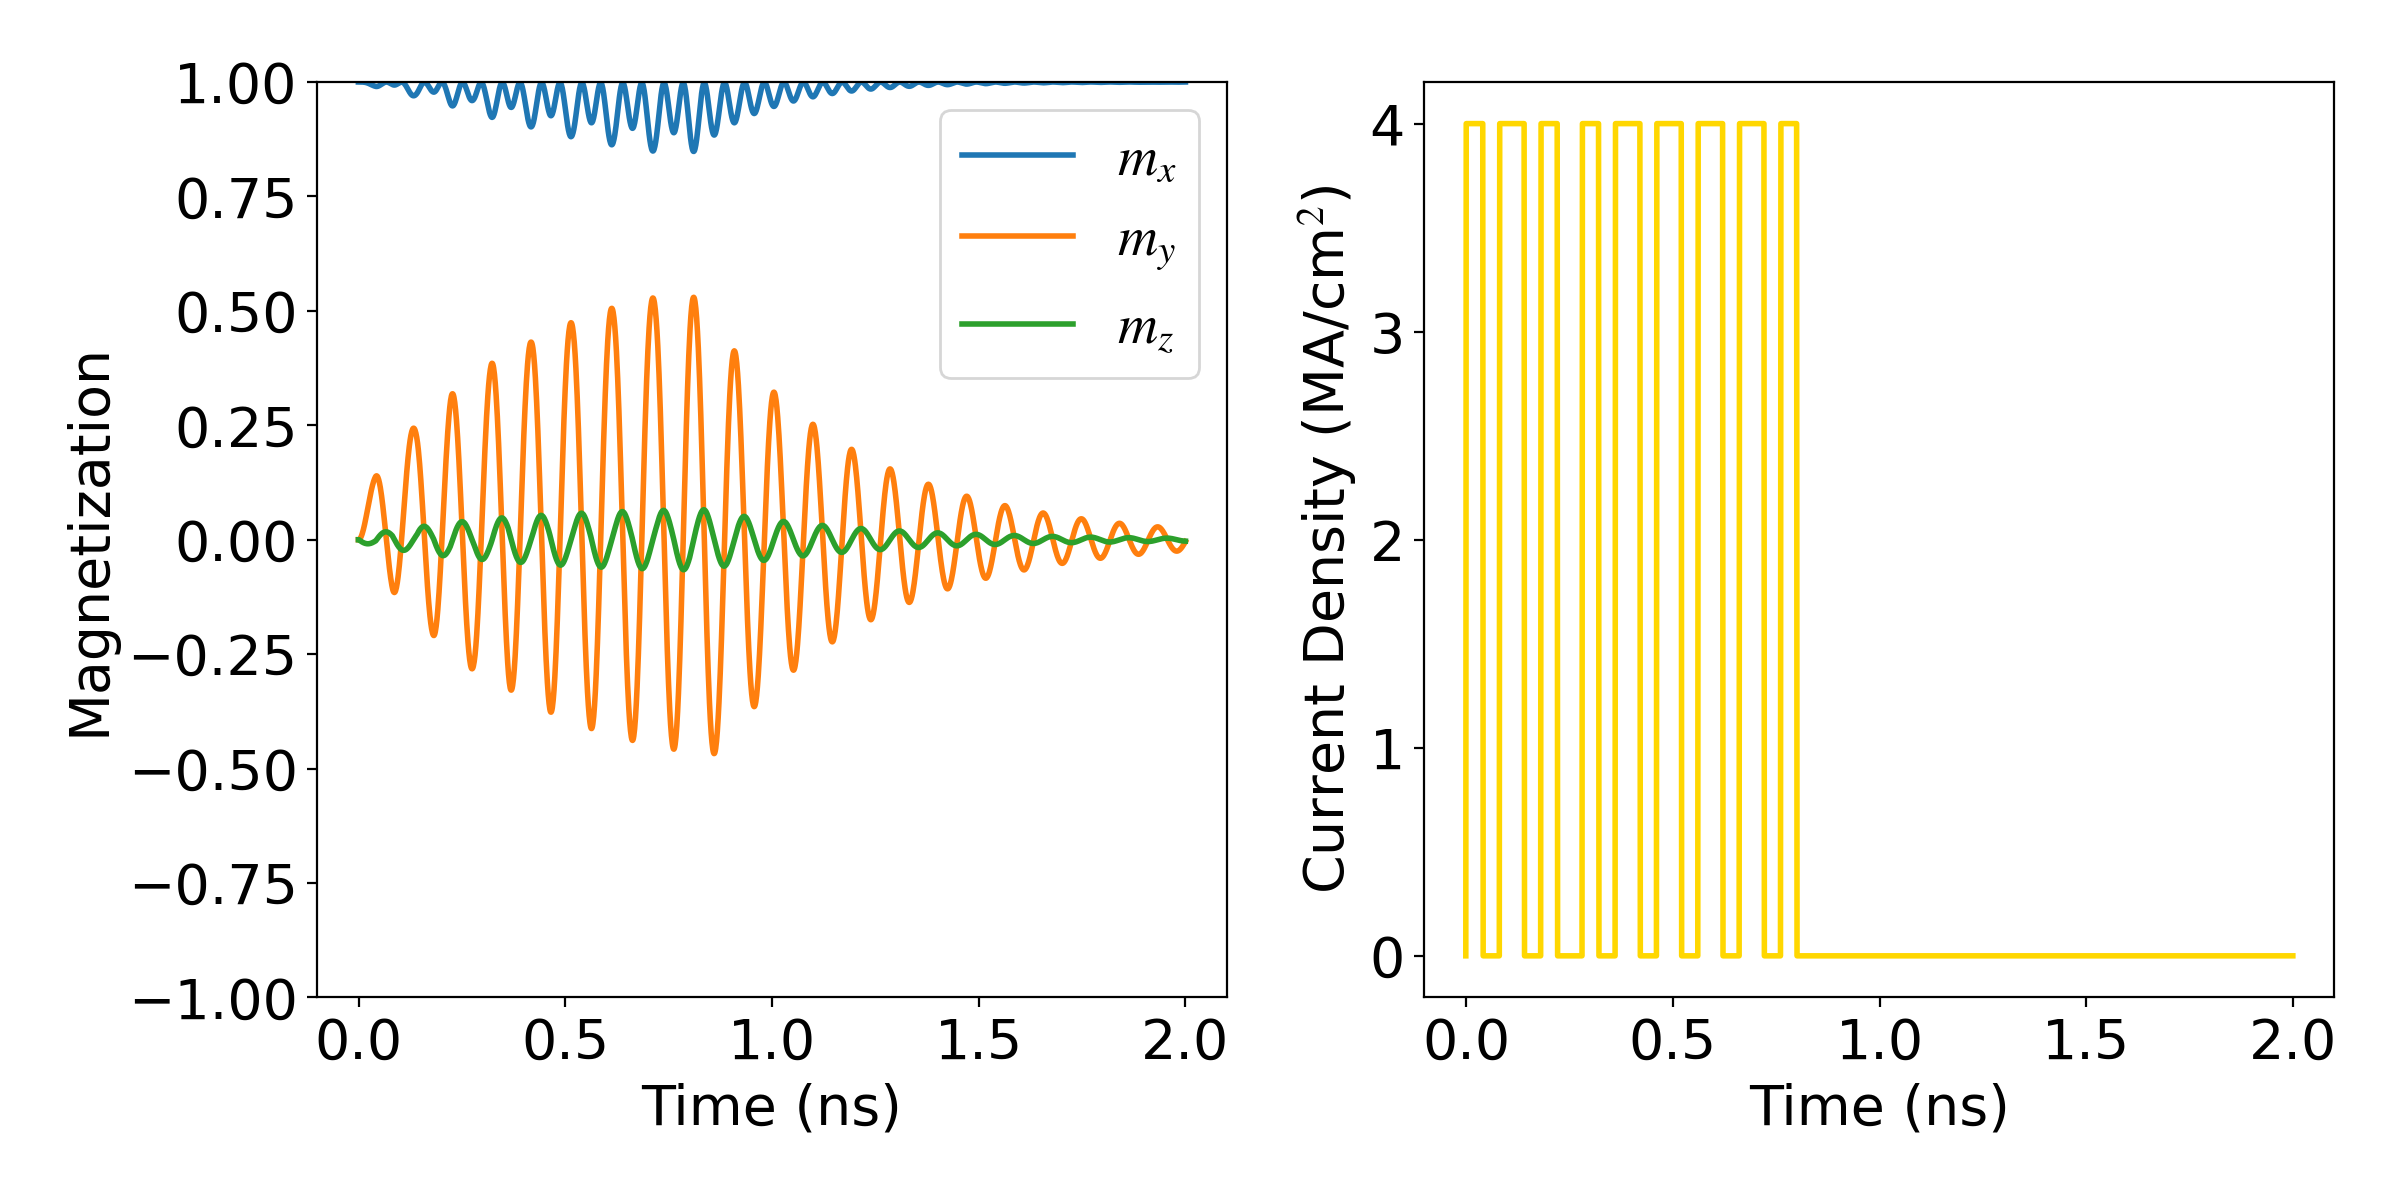 1.00
0.75
0.50
0.25
0.00
−0.25
−0.50
−0.75
−1.00
Magnetization
0.0 0.5 1.0 1.5 2.0
Time (ns)
m_x
m_y
m_z
4
3
2
1
0
Current Density (MA/cm²)
0.0 0.5 1.0 1.5 2.0
Time (ns)